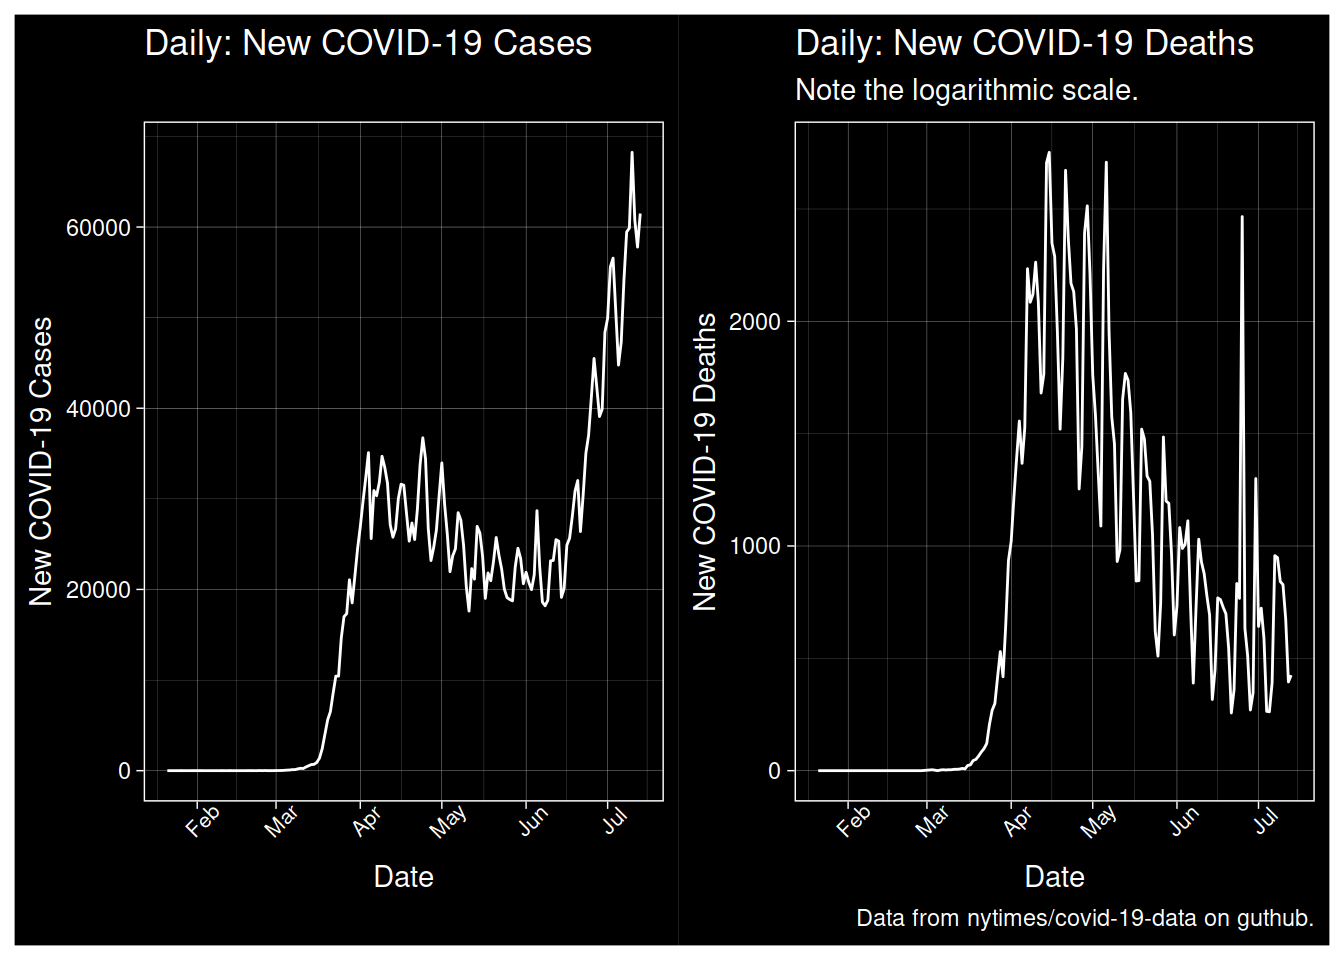 Daily: New COVID-19 Cases
New COVID-19 Cases
60000
40000
20000
0
Feb
Mar
Apr
May
Jun
Jul
Date
Daily: New COVID-19 Deaths
Note the logarithmic scale.
New COVID-19 Deaths
2000
1000
0
Feb
Mar
Apr
May
Jun
Jul
Date
Data from nytimes/covid-19-data on guthub.